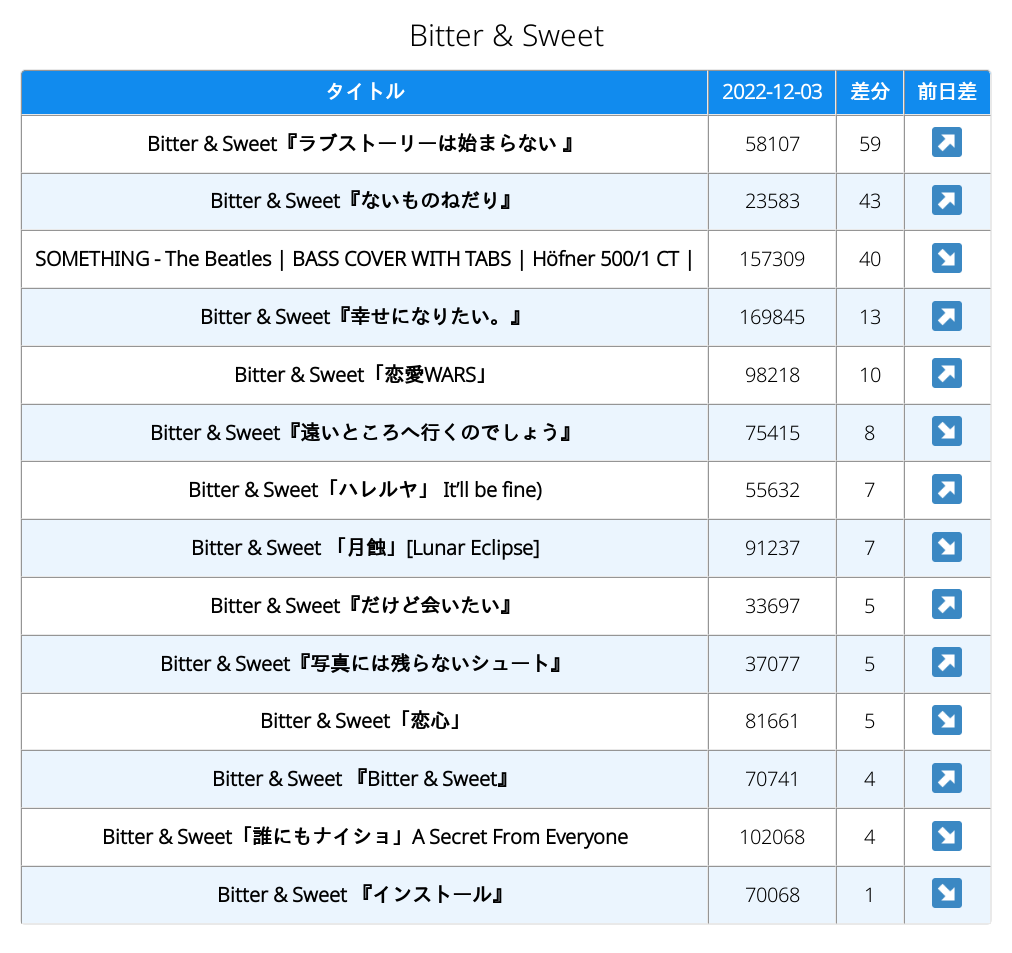 Bitter & Sweet
タイトル 2022-12-03 差分 前日差
Bitter & Sweet『ラブストーリーは始まらない 』 58107 59
Bitter & Sweet『ないものねだり』 23583 43
SOMETHING - The Beatles | BASS COVER WITH TABS | Höfner 500/1 CT | 157309 40
Bitter & Sweet『幸せになりたい。』 169845 13
Bitter & Sweet「恋愛WARS」 98218 10
Bitter & Sweet『遠いところへ行くのでしょう』 75415 8
Bitter & Sweet「ハレルヤ」 It’ll be fine) 55632 7
Bitter & Sweet 「月蝕」[Lunar Eclipse] 91237 7
Bitter & Sweet『だけど会いたい』 33697 5
Bitter & Sweet『写真には残らないシュート』 37077 5
Bitter & Sweet「恋心」 81661 5
Bitter & Sweet 『Bitter & Sweet』 70741 4
Bitter & Sweet「誰にもナイショ」A Secret From Everyone 102068 4
Bitter & Sweet 『インストール』 70068 1